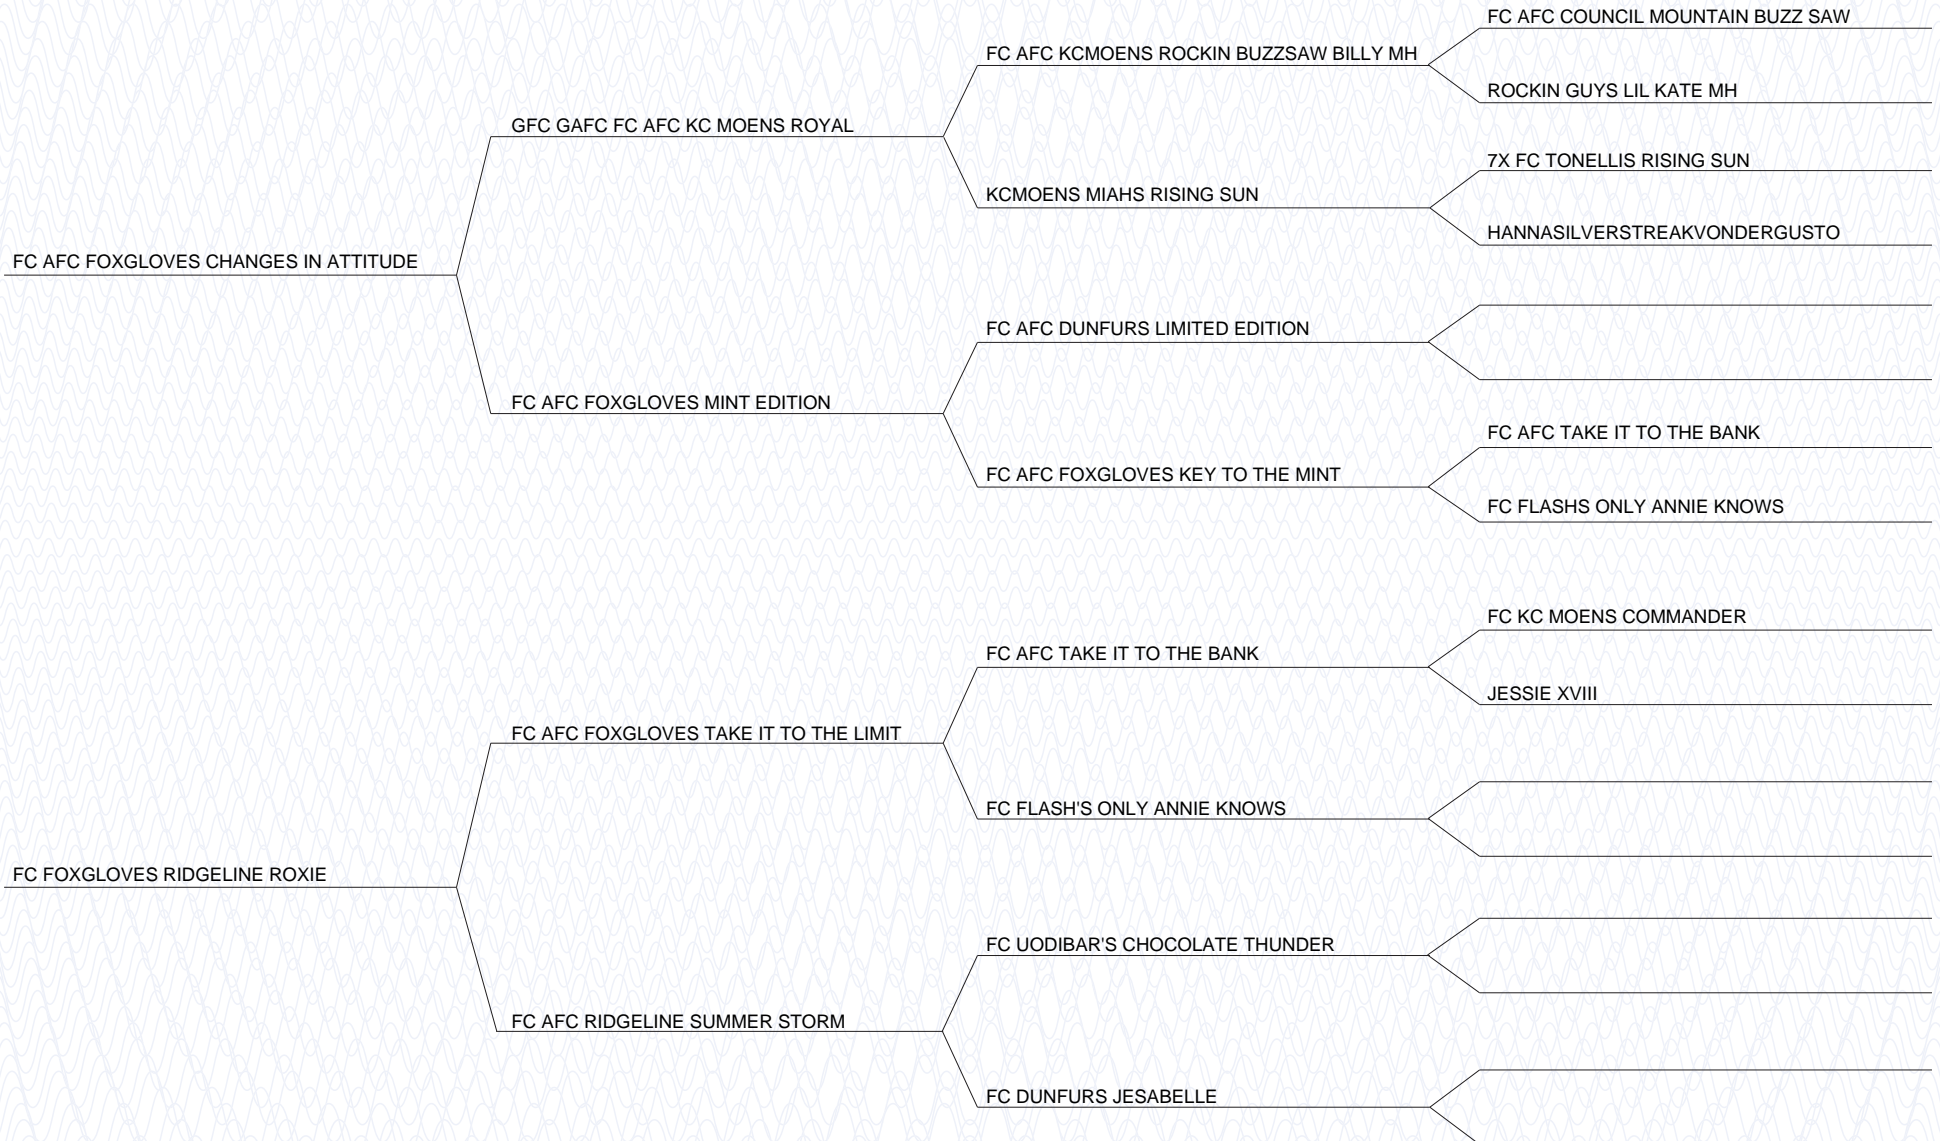 FC AFC COUNCIL MOUNTAIN BUZZ SAW
FC AFC KCMOENS ROCKIN BUZZSAW BILLY MH
ROCKIN GUYS LIL KATE MH
GFC GAFC FC AFC KC MOENS ROYAL
7X FC TONELLIS RISING SUN
KCMOENS MIAHS RISING SUN
HANNASILVERSTREAKVONDERGUSTO
FC AFC FOXGLOVES CHANGES IN ATTITUDE
FC AFC DUNFURS LIMITED EDITION
FC AFC FOXGLOVES MINT EDITION
FC AFC TAKE IT TO THE BANK
FC AFC FOXGLOVES KEY TO THE MINT
FC FLASHS ONLY ANNIE KNOWS
FC KC MOENS COMMANDER
FC AFC TAKE IT TO THE BANK
JESSIE XVIII
FC AFC FOXGLOVES TAKE IT TO THE LIMIT
FC FLASH'S ONLY ANNIE KNOWS
FC FOXGLOVES RIDGELINE ROXIE
FC UODIBAR'S CHOCOLATE THUNDER
FC AFC RIDGELINE SUMMER STORM
FC DUNFURS JESABELLE